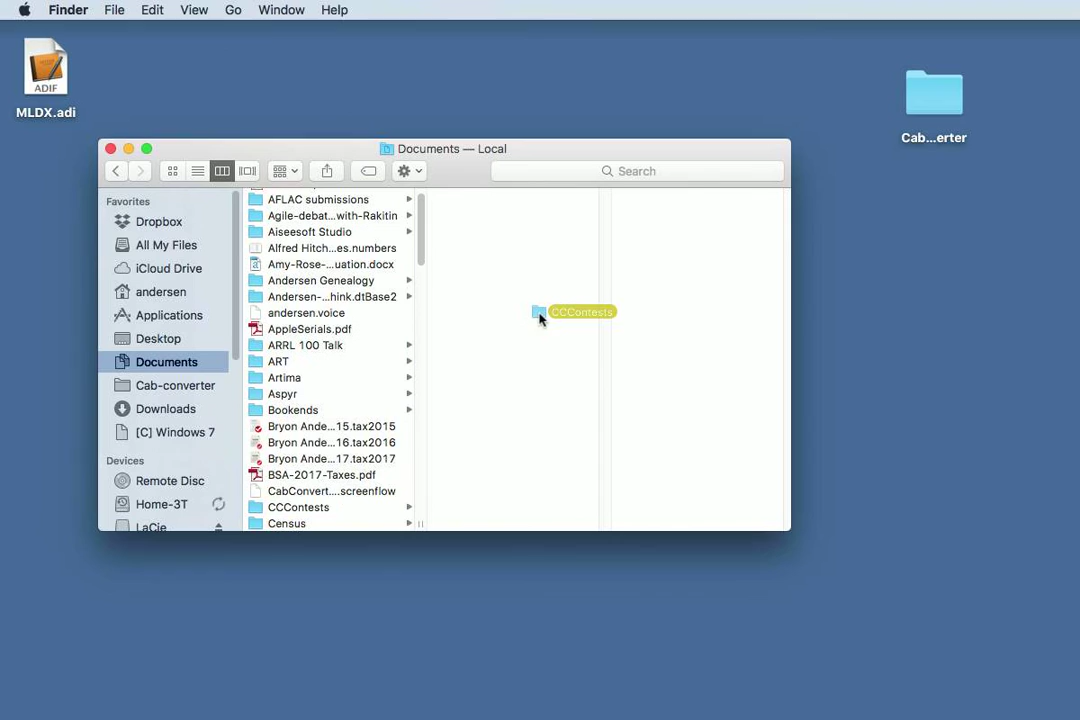 Finder File Edit View Go Window Help
ADIF
MLDX.adi
Cab...erter
Documents — Local
Search
Favorites
Dropbox
All My Files
iCloud Drive
andersen
Applications
Desktop
Documents
Cab-converter
Downloads
[C] Windows 7
Devices
Remote Disc
Home-3T
LaCie
AFLAC submissions
Agile-debat...with-Rakitin
Aiseesoft Studio
Alfred Hitch...es.numbers
Amy-Rose-...uation.docx
Andersen Genealogy
Andersen-...hink.dtBase2
andersen.voice
AppleSerials.pdf
ARRL 100 Talk
ART
Artima
Aspyr
Bookends
Bryon Ande...15.tax2015
Bryon Ande...16.tax2016
Bryon Ande...17.tax2017
BSA-2017-Taxes.pdf
CabConvert....screenflow
CCContests
Census
CCContests